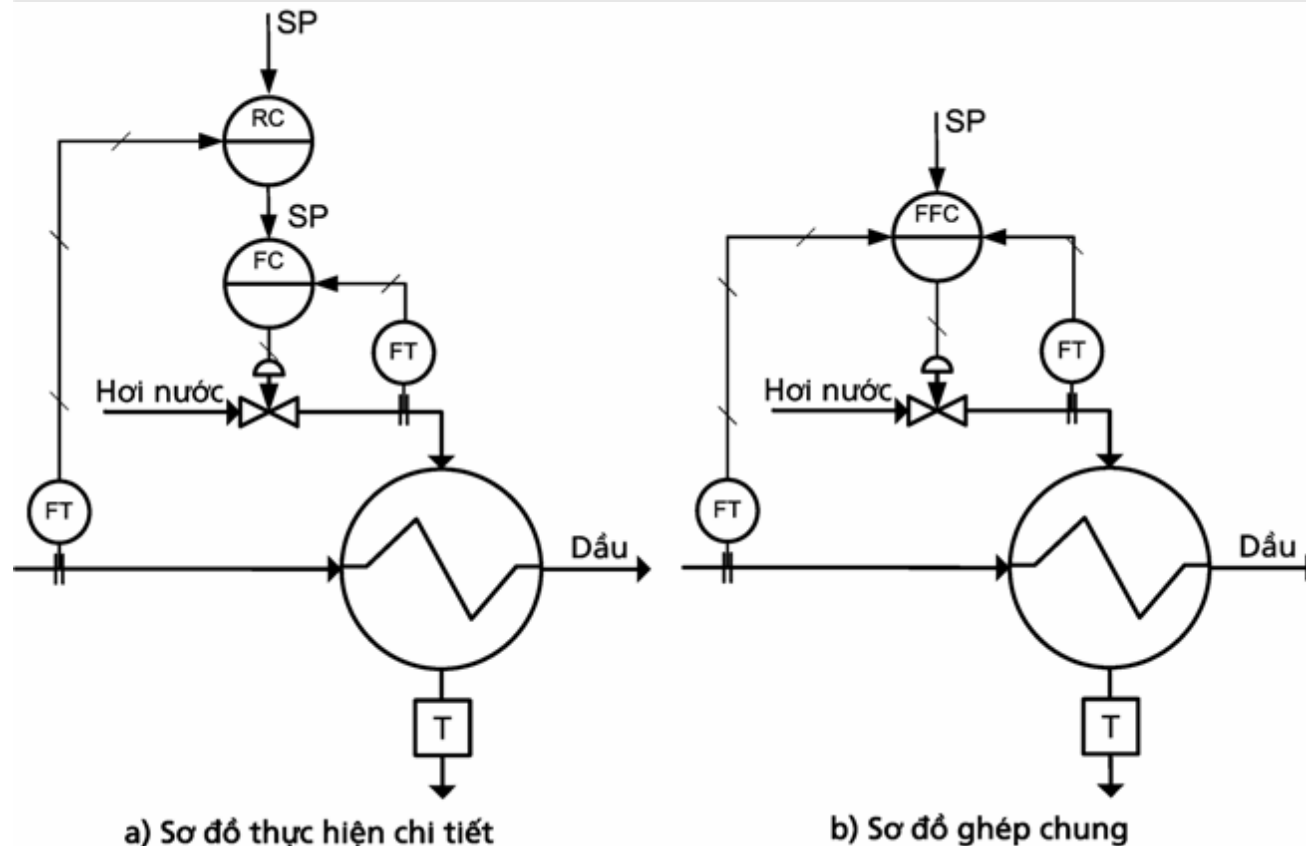 SP
RC
SP
FC
FT
Hơi nước
FT
Dầu
T
a) Sơ đồ thực hiện chi tiết
SP
FFC
FT
Hơi nước
FT
Dầu
T
b) Sơ đồ ghép chung